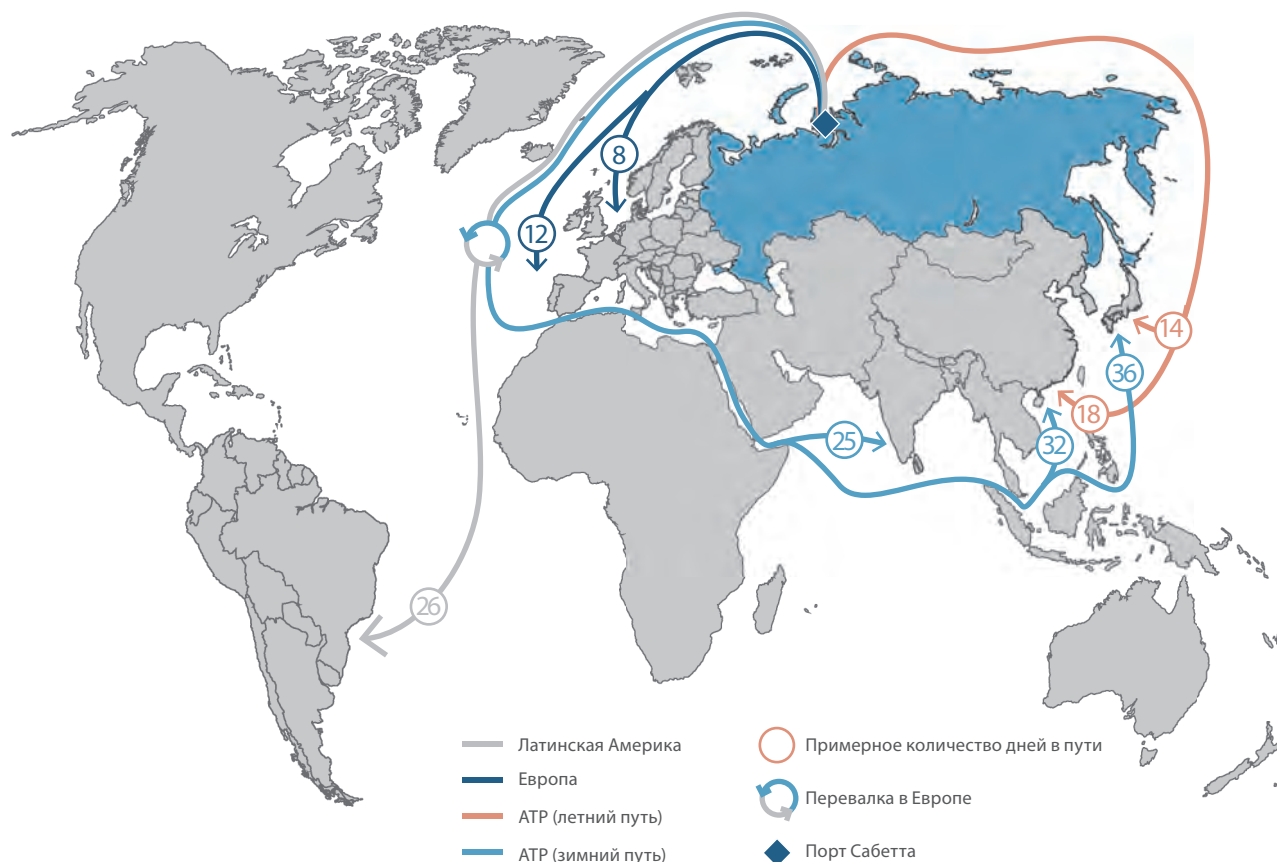 8
12
14
36
18
25
32
26
Латинская Америка
Европа
АТР (летний путь)
АТР (зимний путь)
Примерное количество дней в пути
Перевалка в Европе
Порт Сабетта